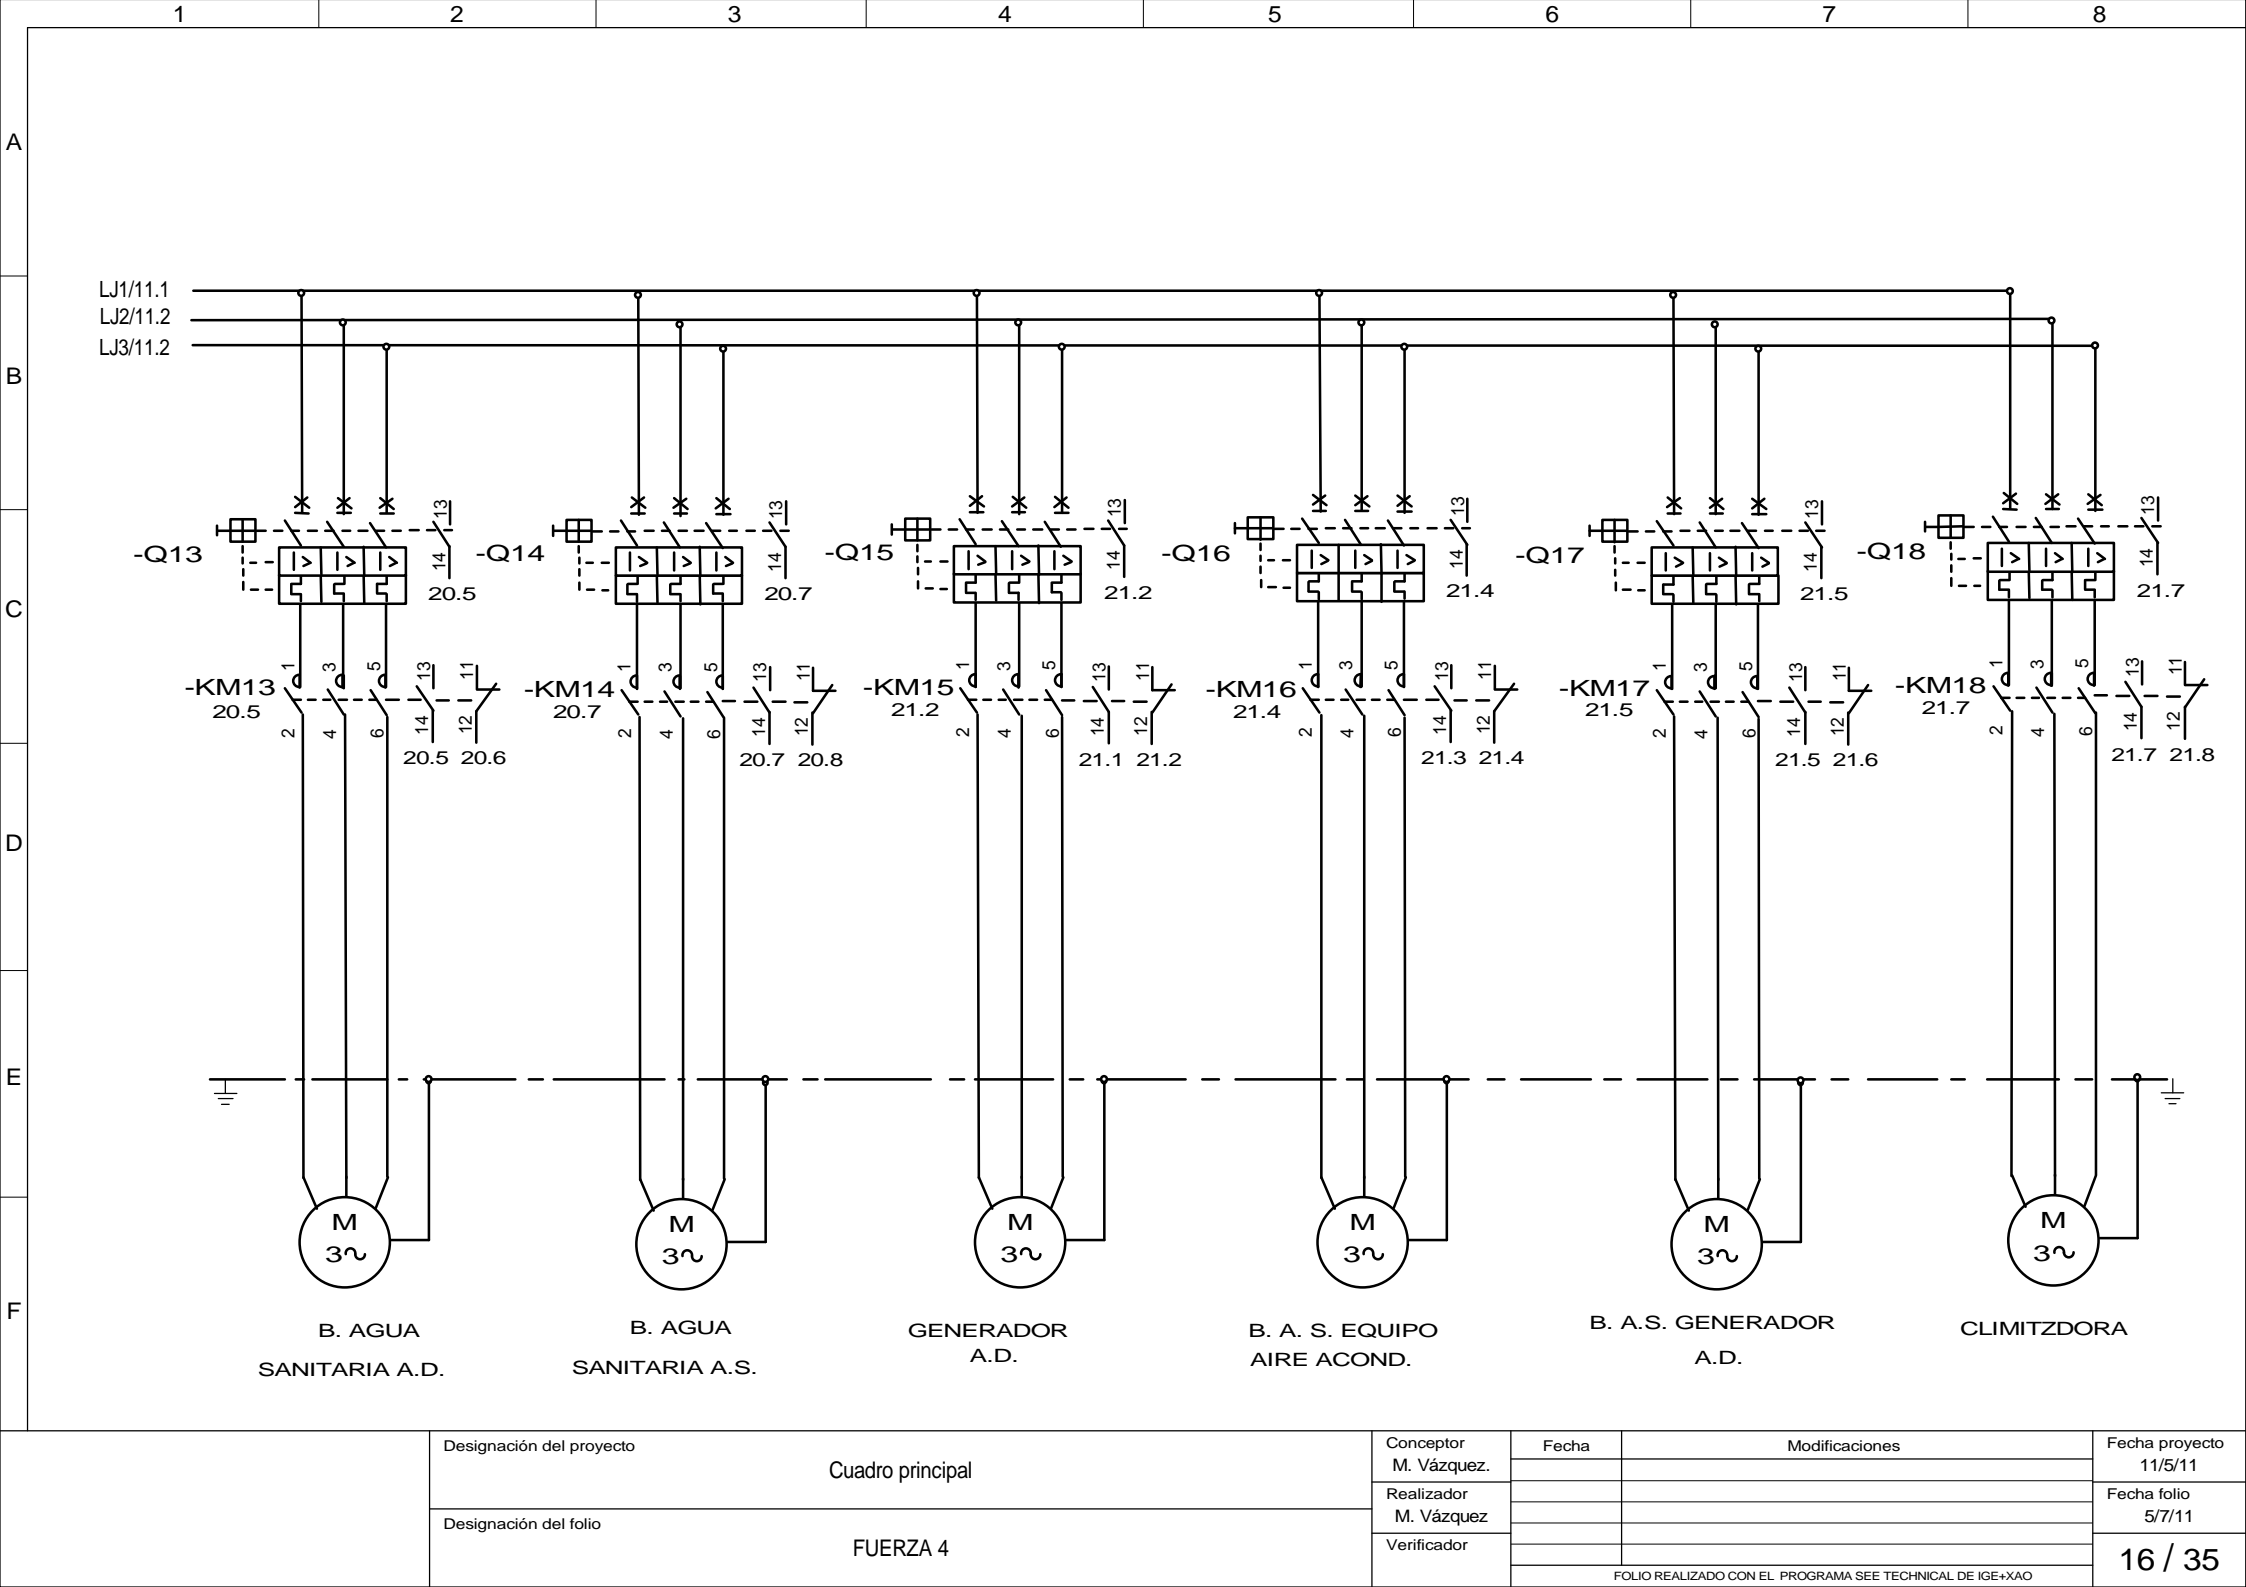 1 2 3 4 5 6 7 8
A
B
C
D
E
F
LJ1/11.1
LJ2/11.2
LJ3/11.2
-Q13 13 14 20.5
-Q14 13 14 20.7
-Q15 13 14 21.2
-Q16 13 14 21.4
-Q17 13 14 21.5
-Q18 13 14 21.7
I> I> I>
I> I> I>
I> I> I>
I> I> I>
I> I> I>
I> I> I>
-KM13 1 3 5 13 11
20.5
2 4 6 14 12
20.5 20.6
-KM14 1 3 5 13 11
20.7
2 4 6 14 12
20.7 20.8
-KM15 1 3 5 13 11
21.2
2 4 6 14 12
21.1 21.2
-KM16 1 3 5 13 11
21.4
2 4 6 14 12
21.3 21.4
-KM17 1 3 5 13 11
21.5
2 4 6 14 12
21.5 21.6
-KM18 1 3 5 13 11
21.7
2 4 6 14 12
21.7 21.8
M
3~
M
3~
M
3~
M
3~
M
3~
M
3~
B. AGUA
SANITARIA A.D.
B. AGUA
SANITARIA A.S.
GENERADOR
A.D.
B. A. S. EQUIPO
AIRE ACOND.
B. A.S. GENERADOR
A.D.
CLIMITZDORA
Designación del proyecto
Cuadro principal
Designación del folio
FUERZA 4
Conceptor
M. Vázquez.
Realizador
M. Vázquez
Verificador
Fecha
Modificaciones
FOLIO REALIZADO CON EL PROGRAMA SEE TECHNICAL DE IGE+XAO
Fecha proyecto
11/5/11
Fecha folio
5/7/11
16 / 35